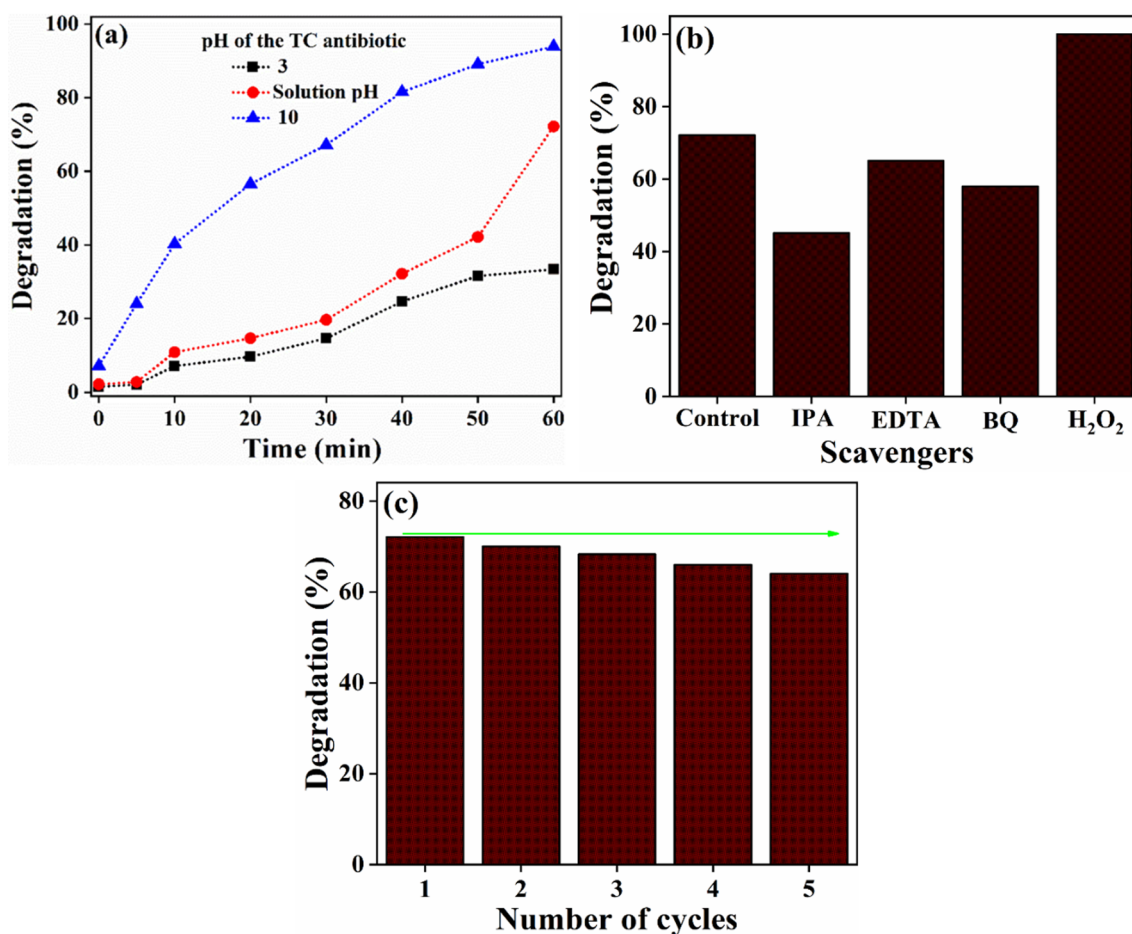 (a)
pH of the TC antibiotic
3
Solution pH
10
Degradation (%)
100
80
60
40
20
0
0 10 20 30 40 50 60
Time (min)
(b)
Degradation (%)
100
80
60
40
20
0
Control IPA EDTA BQ H₂O₂
Scavengers
(c)
Degradation (%)
80
60
40
20
0
1 2 3 4 5
Number of cycles